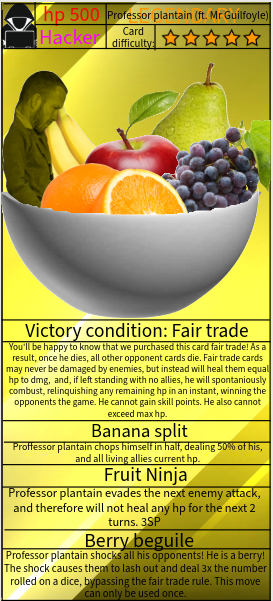 hp 500
LEGENDARY
Professor plantain (ft. Mr Guilfoyle)
Hacker
Card
difficulty:
Victory condition: Fair trade
You'll be happy to know that we purchased this card fair trade! As a
result, once he dies, all other opponent cards die. Fair trade cards
may never be damaged by enemies, but instead will heal them equal
hp to dmg, and, if left standing with no allies, he will spontaniously
combust, relinquishing any remaining hp in an instant, winning the
opponents the game. He cannot gain skill points. He also cannot
exceed max hp.
Banana split
Proffessor plantain chops himself in half, dealing 50% of his,
and all living allies current hp.
Fruit Ninja
Professor plantain evades the next enemy attack,
and therefore will not heal any hp for the next 2
turns. 3SP
Berry beguile
Professor plantain shocks all his opponents! He is a berry!
The shock causes them to lash out and deal 3x the number
rolled on a dice, bypassing the fair trade rule. This move
can only be used once.